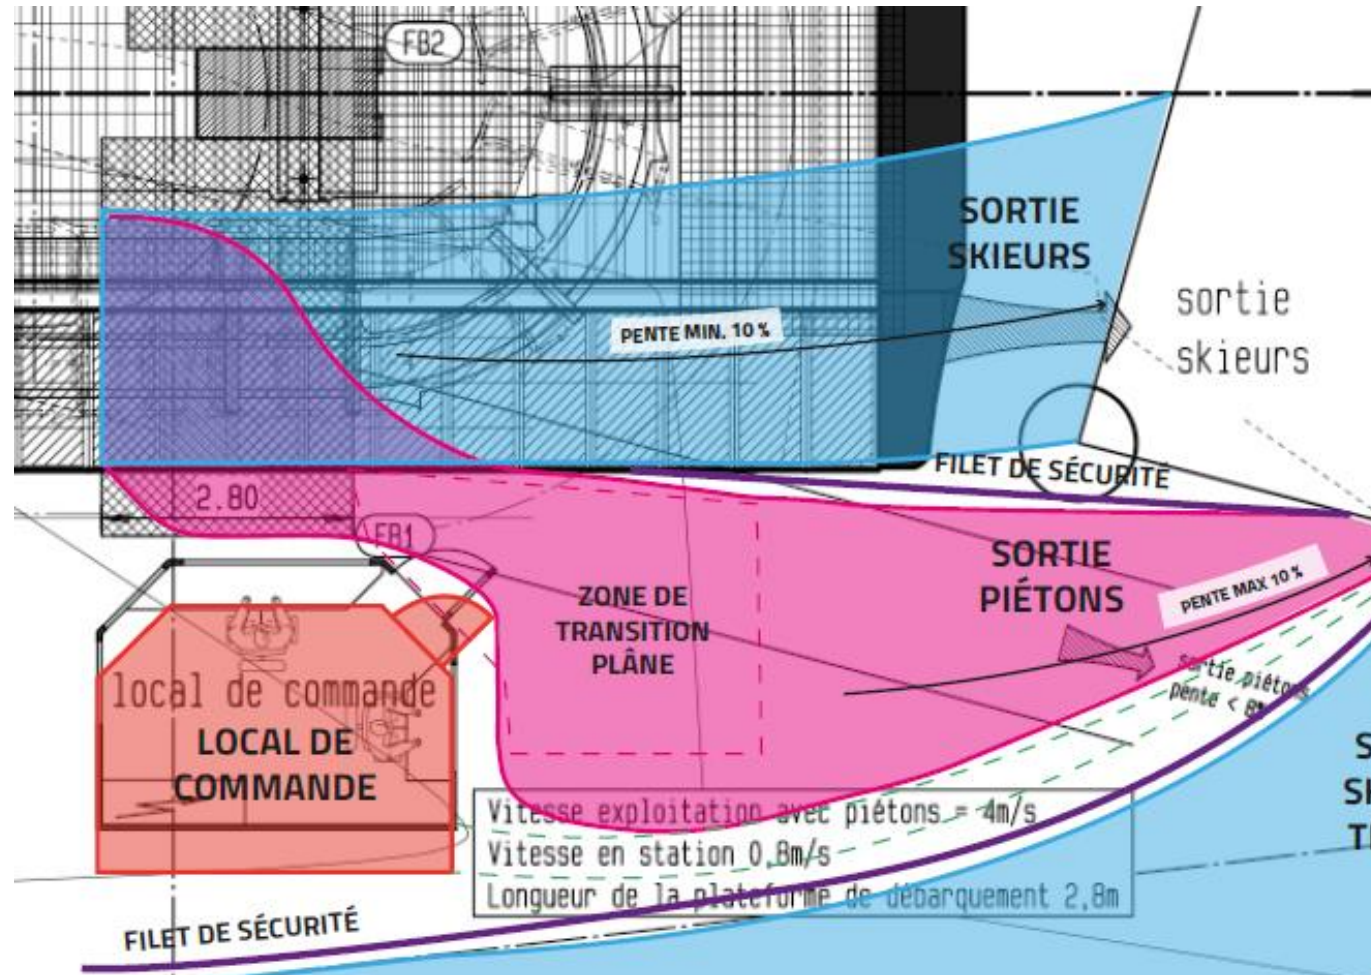 FB2
SORTIE
SKIEURS
sortie
skieurs
PENTE MIN. 10 %
FILET DE SÉCURITÉ
2.80
FB1
SORTIE
PIÉTONS
PENTE MAX 10 %
ZONE DE
TRANSITION
PLÂNE
sortie piétons
pente < 8%
local de commande
LOCAL DE
COMMANDE
Vitesse exploitation avec piétons = 4m/s
Vitesse en station 0,8m/s
Longueur de la plateforme de débarquement 2,8m
FILET DE SÉCURITÉ